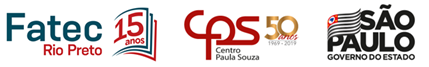 Fatec
Rio Preto
15
anos
CPS
Centro
Paula Souza
50
anos
1969 - 2019
SÃO
PAULO
GOVERNO DO ESTADO